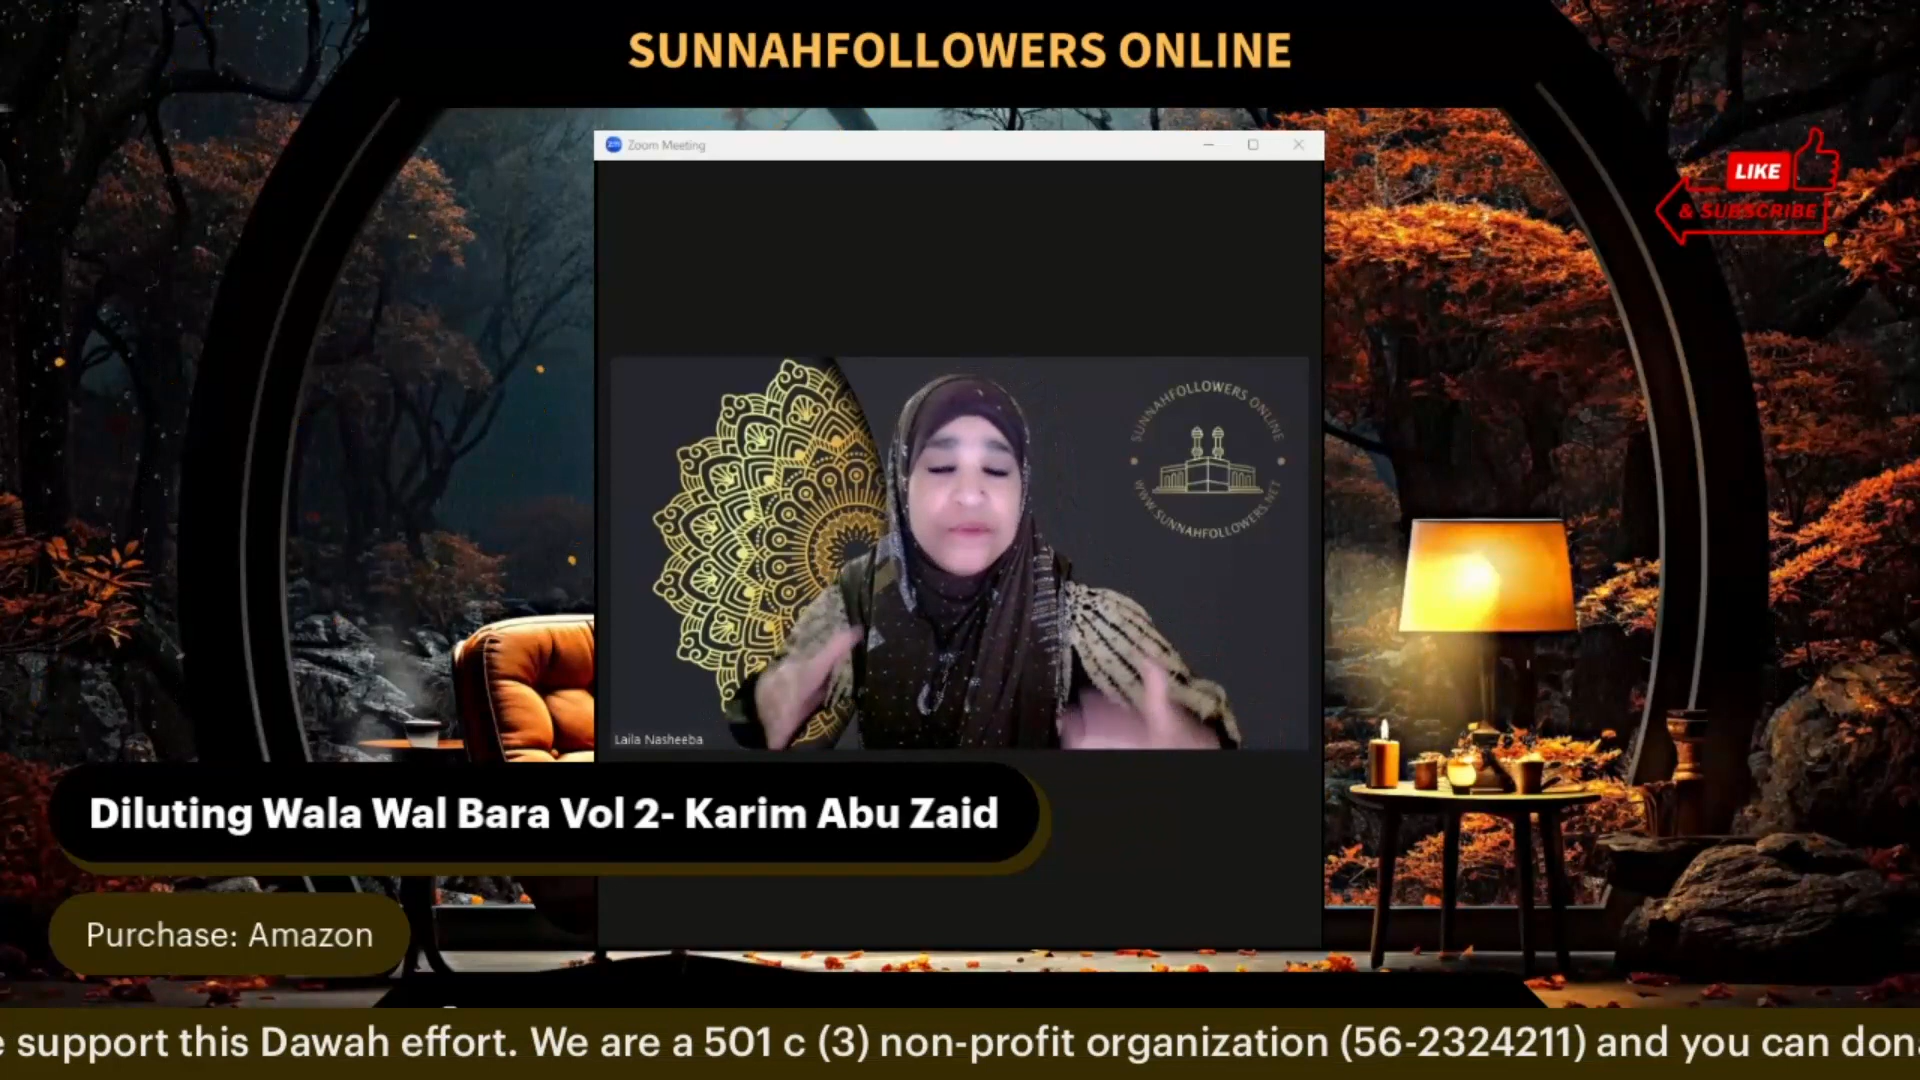 SUNNAHFOLLOWERS ONLINE
Zoom Meeting
LIKE
& SUBSCRIBE
SUNNAHFOLLOWERS ONLINE
WWW.SUNNAHFOLLOWERS.NET
Laila Nasheeba
Diluting Wala Wal Bara Vol 2- Karim Abu Zaid
Purchase: Amazon
support this Dawah effort. We are a 501 c (3) non-profit organization (56-2324211) and you can don